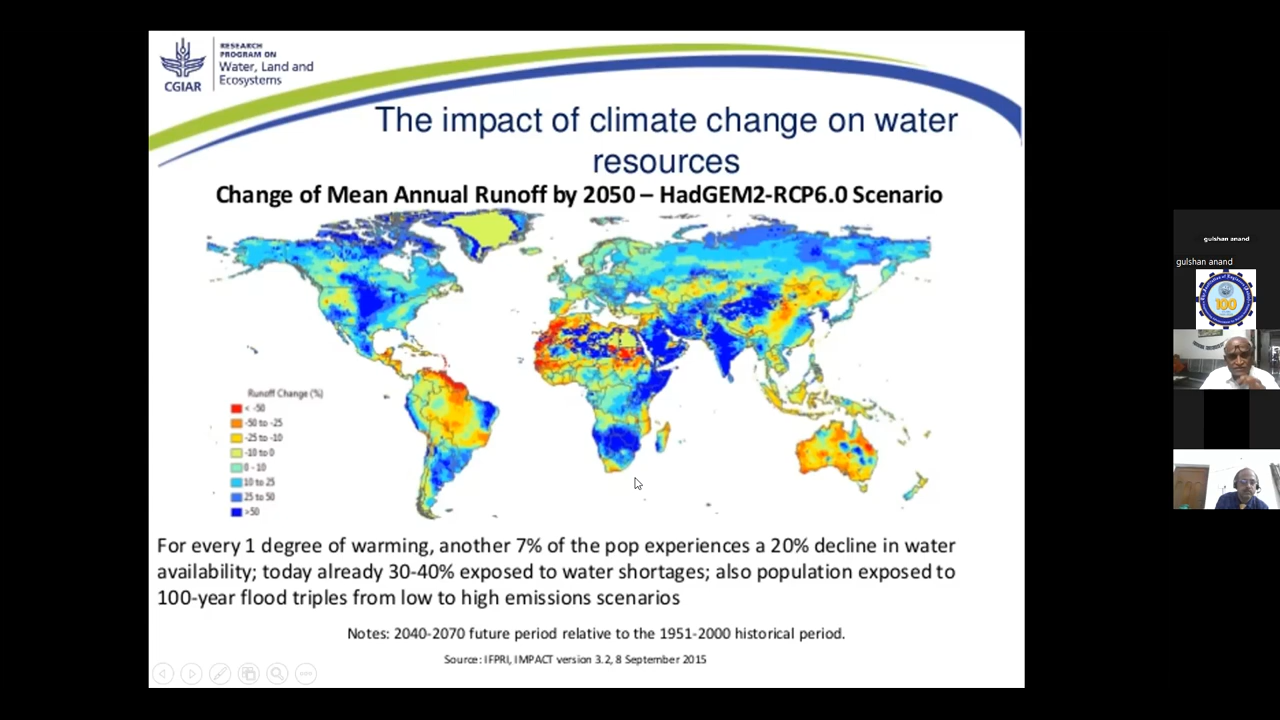 RESEARCH
PROGRAM ON
Water, Land and
Ecosystems
CGIAR
The impact of climate change on water
resources
Change of Mean Annual Runoff by 2050 – HadGEM2-RCP6.0 Scenario
Runoff Change (%)
< -50
-50 to -25
-25 to -10
-10 to 0
0 - 10
10 to 25
25 to 50
>50
For every 1 degree of warming, another 7% of the pop experiences a 20% decline in water
availability; today already 30-40% exposed to water shortages; also population exposed to
100-year flood triples from low to high emissions scenarios
Notes: 2040-2070 future period relative to the 1951-2000 historical period.
Source: IFPRI, IMPACT version 3.2, 8 September 2015
gulshan anand
gulshan anand
100